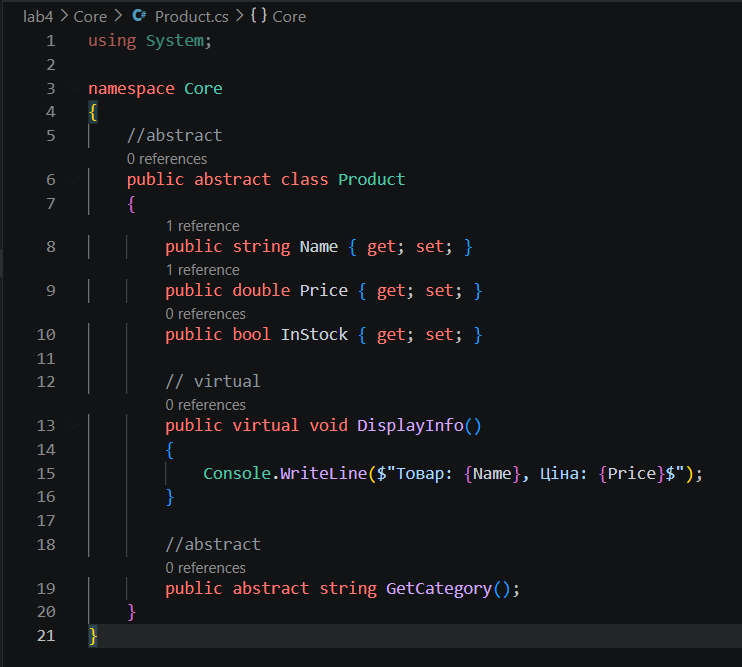 lab4 > Core > C# Product.cs > {} Core
1 using System;
2
3 namespace Core
4 {
5 //abstract
0 references
6 public abstract class Product
7 {
1 reference
8 public string Name { get; set; }
1 reference
9 public double Price { get; set; }
0 references
10 public bool InStock { get; set; }
11
12 // virtual
0 references
13 public virtual void DisplayInfo()
14 {
15 Console.WriteLine($"Товар: {Name}, Ціна: {Price}$");
16 }
17
18 //abstract
0 references
19 public abstract string GetCategory();
20 }
21 }